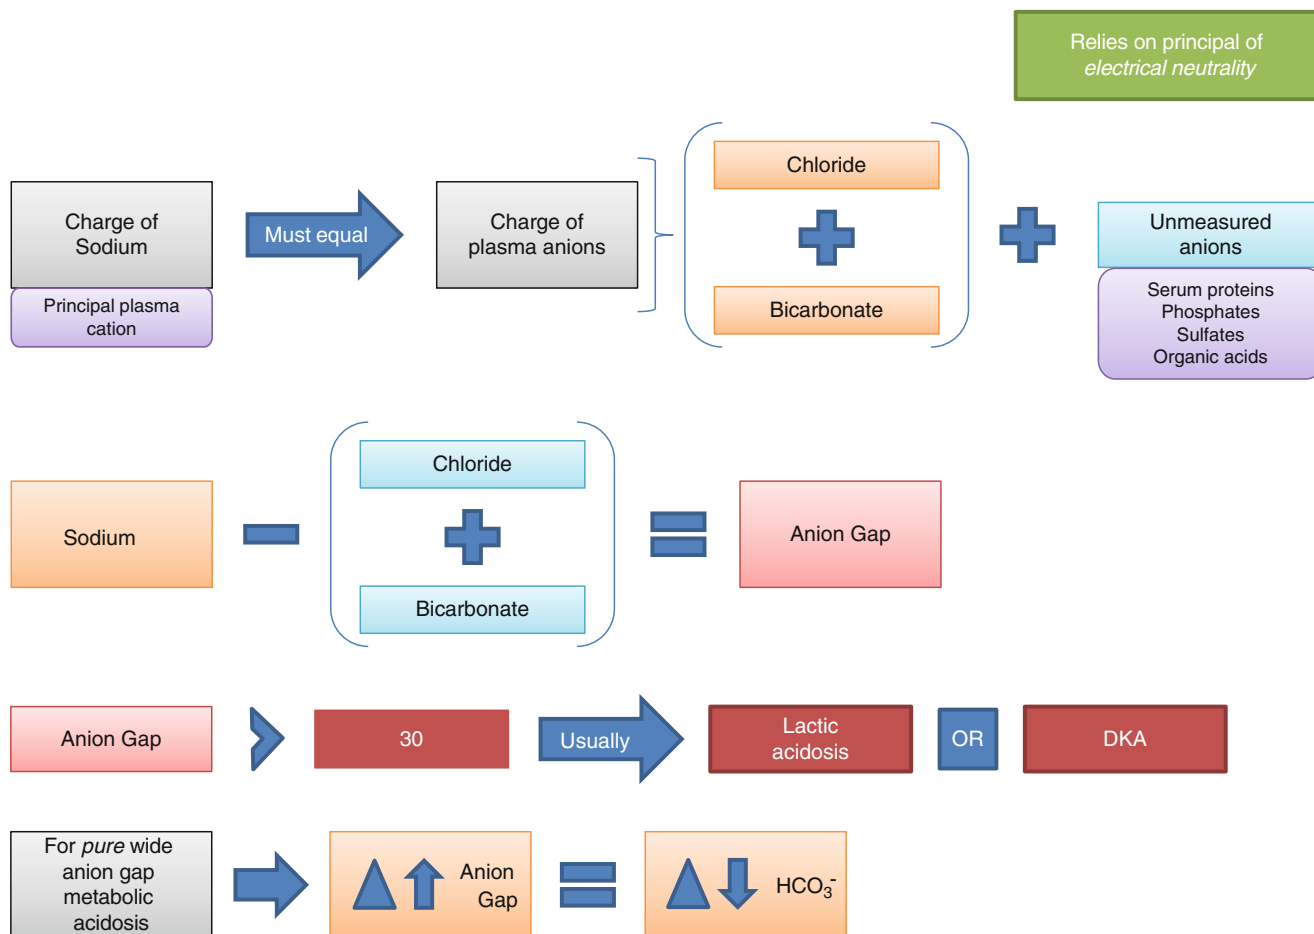 Relies on principal of
electrical neutrality
Charge of
Sodium
Principal plasma
cation
Must equal
Charge of
plasma anions
Chloride
Bicarbonate
Unmeasured
anions
Serum proteins
Phosphates
Sulfates
Organic acids
Sodium
Chloride
Bicarbonate
Anion Gap
Anion Gap
30
Usually
Lactic
acidosis
OR
DKA
For pure wide
anion gap
metabolic
acidosis
Anion
Gap
HCO₃⁻